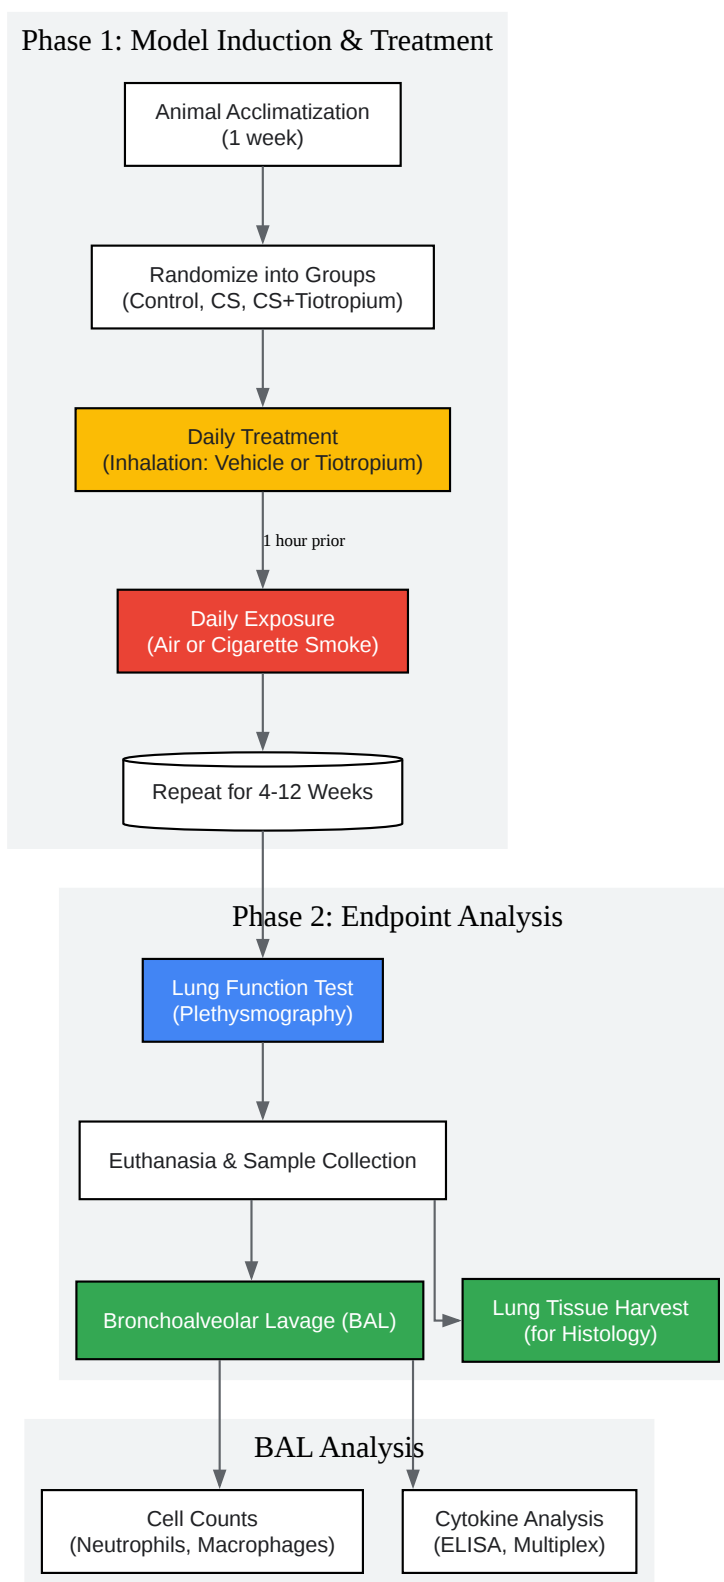 Phase 1: Model Induction & Treatment
Animal Acclimatization
(1 week)
Randomize into Groups
(Control, CS, CS+Tiotropium)
Daily Treatment
(Inhalation: Vehicle or Tiotropium)
1 hour prior
Daily Exposure
(Air or Cigarette Smoke)
Repeat for 4-12 Weeks
Phase 2: Endpoint Analysis
Lung Function Test
(Plethysmography)
Euthanasia & Sample Collection
Bronchoalveolar Lavage (BAL)
Lung Tissue Harvest
(for Histology)
BAL Analysis
Cell Counts
(Neutrophils, Macrophages)
Cytokine Analysis
(ELISA, Multiplex)